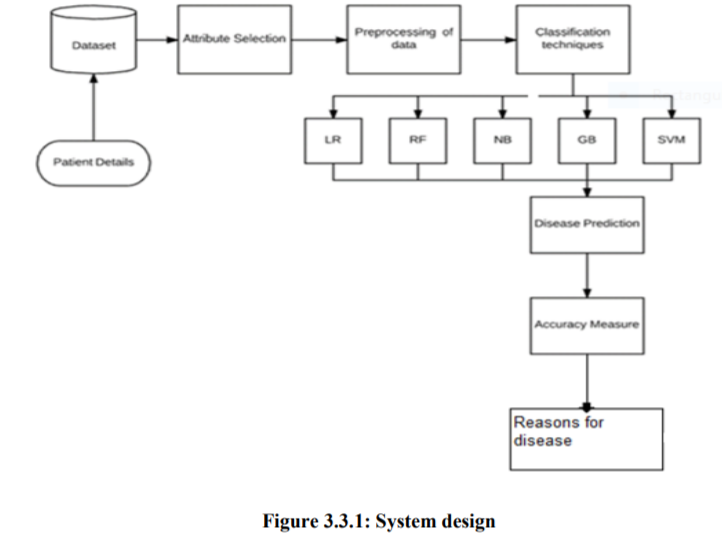 Dataset
Attribute Selection
Preprocessing of
data
Classification
techniques
LR
RF
NB
GB
SVM
Patient Details
Disease Prediction
Accuracy Measure
Reasons for
disease
Figure 3.3.1: System design